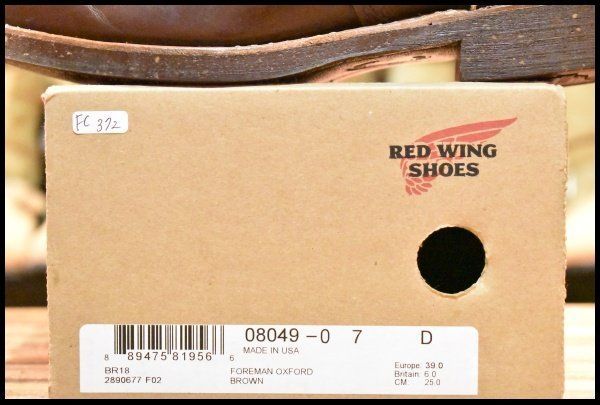 FC 372
RED WING
SHOES
08049-0 7 D
MADE IN USA
8 89475 81956 6
BR18 FOREMAN OXFORD
2890677 F02 BROWN
Europe: 39.0
Britain: 6.0
CM. 25.0